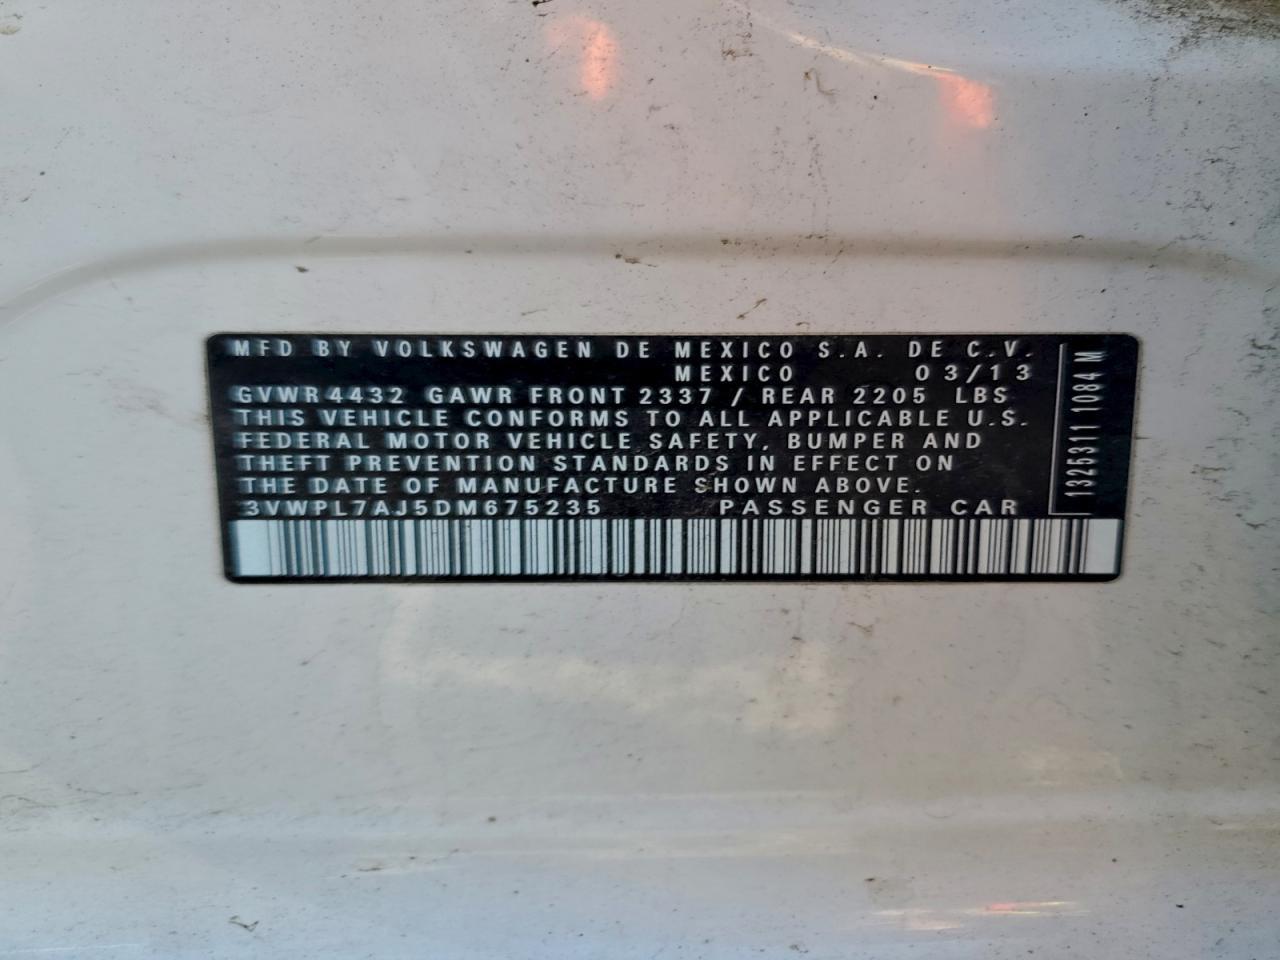 MFD BY VOLKSWAGEN DE MEXICO S.A. DE C.V.
MEXICO 03/13
GVWR 4432 GAWR FRONT 2337 / REAR 2205 LBS
THIS VEHICLE CONFORMS TO ALL APPLICABLE U.S.
FEDERAL MOTOR VEHICLE SAFETY, BUMPER AND
THEFT PREVENTION STANDARDS IN EFFECT ON
THE DATE OF MANUFACTURE SHOWN ABOVE.
3VWPL7AJ5DM675235 PASSENGER CAR
1325311 1084 M